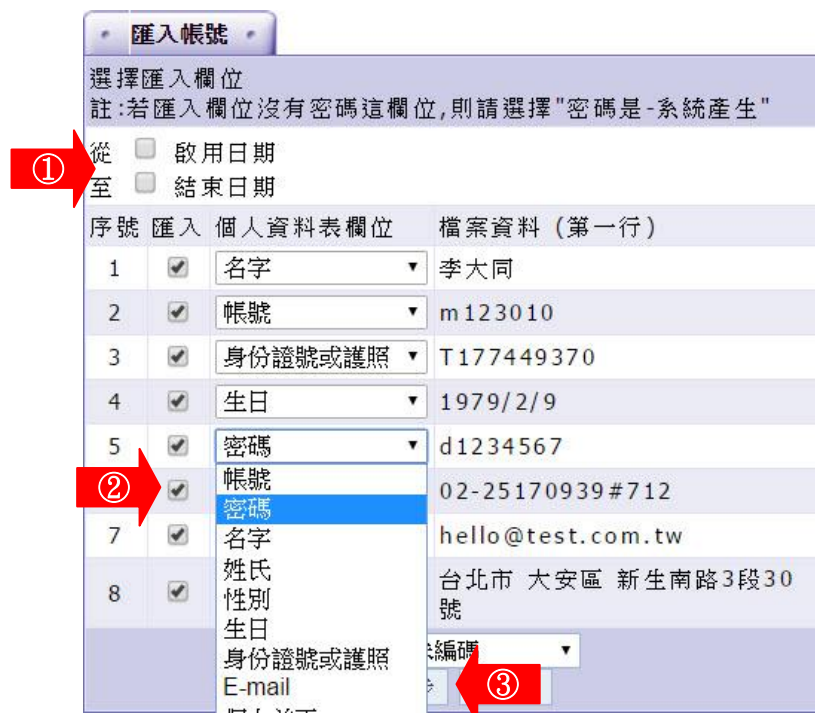 匯入帳號
選擇匯入欄位
註:若匯入欄位沒有密碼這欄位,則請選擇"密碼是-系統產生"
① 從 啟用日期
至 結束日期
序號 匯入 個人資料表欄位 檔案資料 (第一行)
1 名字 李大同
2 帳號 m123010
3 身份證號或護照 T177449370
4 生日 1979/2/9
5 密碼 d1234567
帳號
② 密碼 02-25170939#712
7 名字 hello@test.com.tw
姓氏
8 性別 台北市 大安區 新生南路3段30
號
生日
身份證號或護照 編碼
E-mail ③